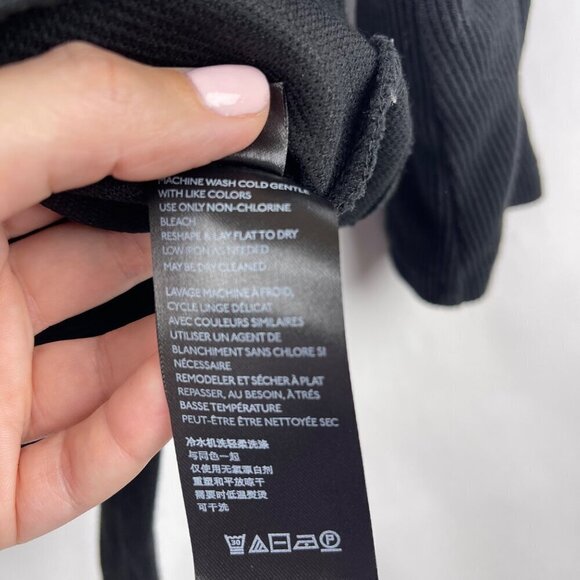 MACHINE WASH COLD GENTLE
WITH LIKE COLORS
USE ONLY NON-CHLORINE
BLEACH
RESHAPE & LAY FLAT TO DRY
LOW IRON AS NEEDED
MAY BE DRY CLEANED
LAVAGE MACHINE À FROID,
CYCLE LINGE DÉLICAT
AVEC COULEURS SIMILAIRES
UTILISER UN AGENT DE
BLANCHIMENT SANS CHLORE SI
NÉCESSAIRE
REMODELER ET SÉCHER À PLAT
REPASSER, AU BESOIN, À TRÈS
BASSE TEMPÉRATURE
PEUT-ÊTRE ÊTRE NETTOYÉE SEC
冷水机洗轻柔洗涤
与同色一起
仅使用无氯漂白剂
重塑和平放晾干
需要时低温熨烫
可干洗
30 P